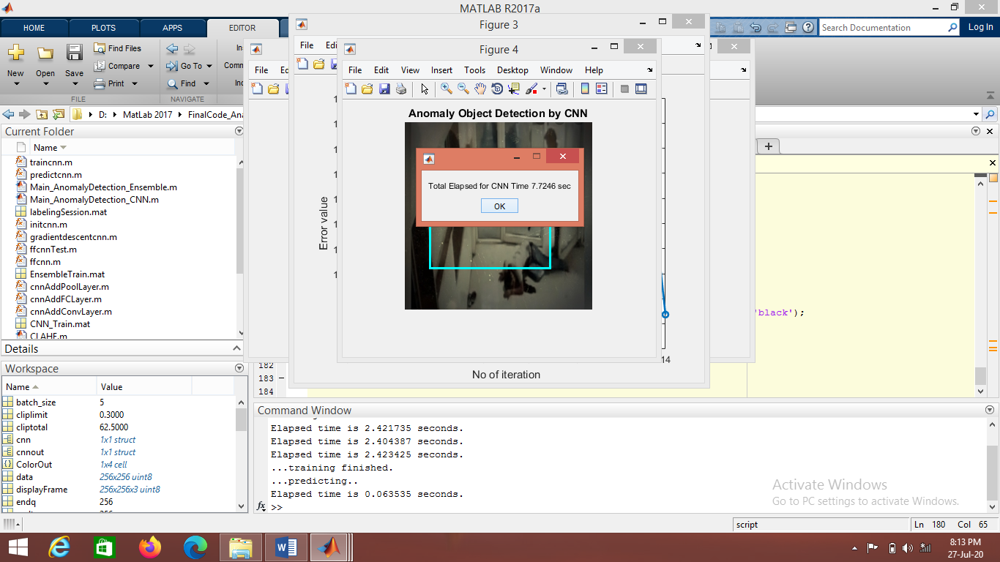 MATLAB R2017a
HOME
PLOTS
APPS
EDITOR
Search Documentation
Log In
New
Open
Save
Find Files
Compare
Print
Go To
Find
FILE
NAVIGATE
D:
MatLab 2017
Current Folder
Name
traincnn.m
predictcnn.m
Main_AnomalyDetection_Ensemble.m
Main_AnomalyDetection_CNN.m
labelingSession.mat
initcnn.m
gradientdescentcnn.m
ffcnnTest.m
ffcnn.m
EnsembleTrain.mat
cnnAddPoolLayer.m
cnnAddFCLayer.m
cnnAddConvLayer.m
CNN_Train.mat
CLAHE.m
Details
Workspace
Name Value
batch_size 5
cliplimit 0.3000
cliptotal 62.5000
cnn 1x1 struct
cnnout 1x1 struct
ColorOut 1x4 cell
data 256x256 uint8
displayFrame 256x256x3 uint8
endq 256
File
Figure 3
File
Error value
No of iteration
14
Figure 4
File Edit View Insert Tools Desktop Window Help
Anomaly Object Detection by CNN
Total Elapsed for CNN Time 7.7246 sec
OK
'black');
182
183
184
Command Window
Elapsed time is 2.421735 seconds.
Elapsed time is 2.404387 seconds.
Elapsed time is 2.423425 seconds.
...training finished.
...predicting..
Elapsed time is 0.063535 seconds.
fx >>
Activate Windows
Go to PC settings to activate Windows.
script
Ln 180 Col 65
8:13 PM
27-Jul-20